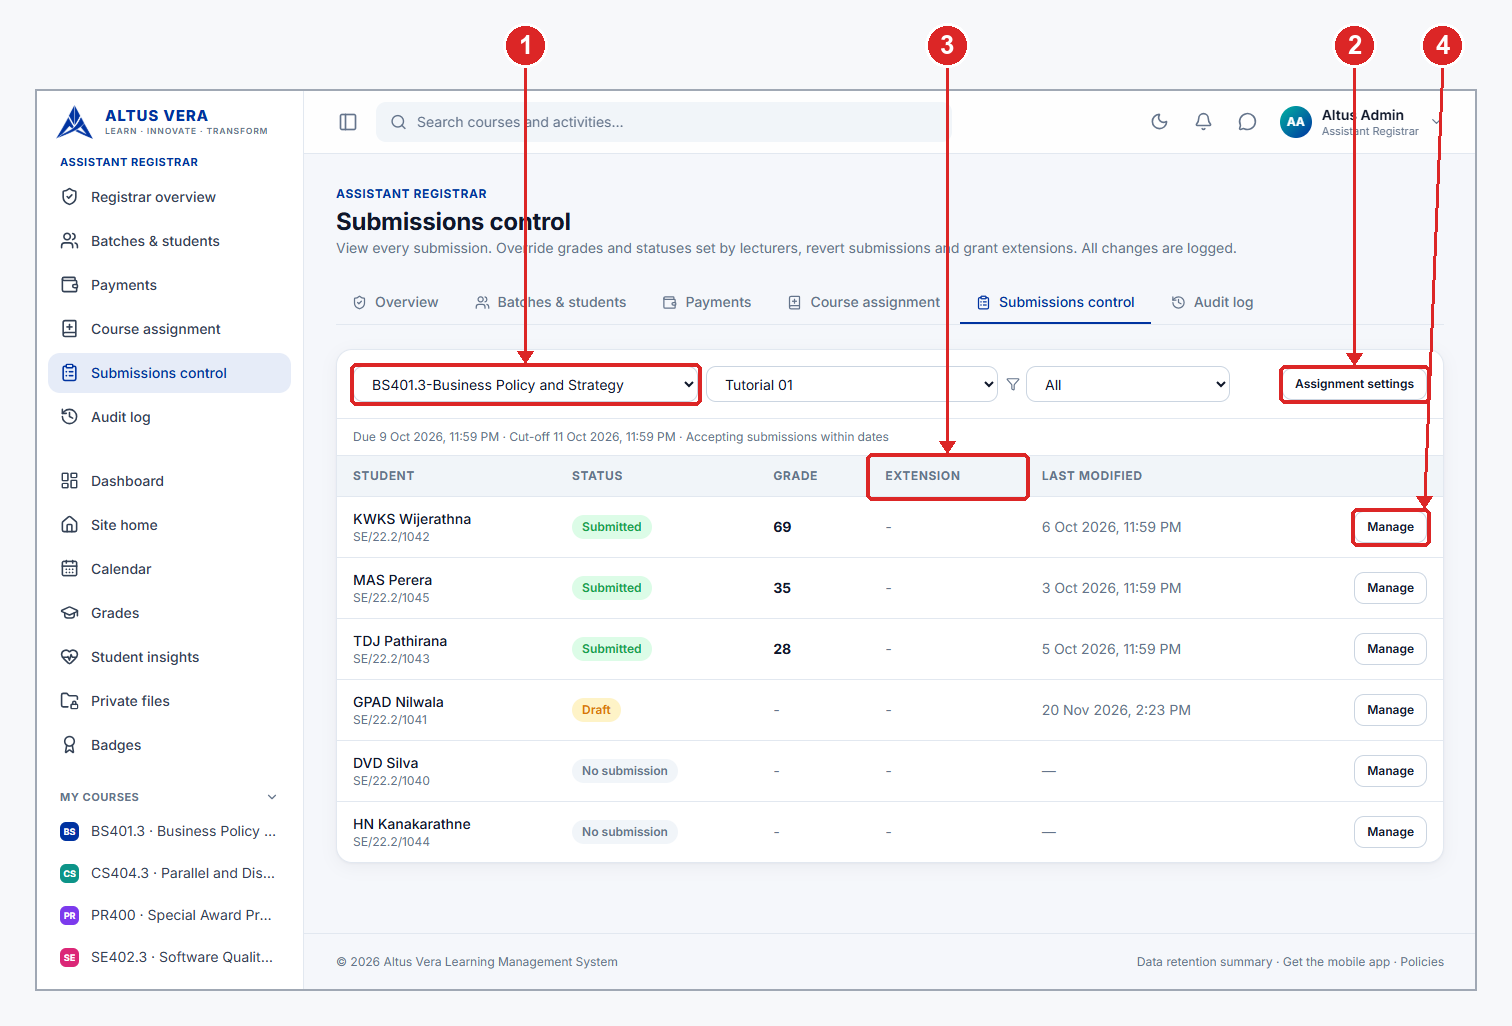 1
3
2
4
ALTUS VERA
LEARN · INNOVATE · TRANSFORM
ASSISTANT REGISTRAR
Registrar overview
Batches & students
Payments
Course assignment
Submissions control
Audit log
Dashboard
Site home
Calendar
Grades
Student insights
Private files
Badges
MY COURSES
BS BS401.3 · Business Policy ...
CS CS404.3 · Parallel and Dis...
PR PR400 · Special Award Pr...
SE SE402.3 · Software Qualit...
Search courses and activities...
AA
Altus Admin
Assistant Registrar
ASSISTANT REGISTRAR
Submissions control
View every submission. Override grades and statuses set by lecturers, revert submissions and grant extensions. All changes are logged.
Overview Batches & students Payments Course assignment Submissions control Audit log
BS401.3-Business Policy and Strategy Tutorial 01 All Assignment settings
Due 9 Oct 2026, 11:59 PM · Cut-off 11 Oct 2026, 11:59 PM · Accepting submissions within dates
STUDENT STATUS GRADE EXTENSION LAST MODIFIED
KWKS Wijerathna
SE/22.2/1042
Submitted 69 - 6 Oct 2026, 11:59 PM Manage
MAS Perera
SE/22.2/1045
Submitted 35 - 3 Oct 2026, 11:59 PM Manage
TDJ Pathirana
SE/22.2/1043
Submitted 28 - 5 Oct 2026, 11:59 PM Manage
GPAD Nilwala
SE/22.2/1041
Draft - - 20 Nov 2026, 2:23 PM Manage
DVD Silva
SE/22.2/1040
No submission - - — Manage
HN Kanakarathne
SE/22.2/1044
No submission - - — Manage
© 2026 Altus Vera Learning Management System
Data retention summary · Get the mobile app · Policies